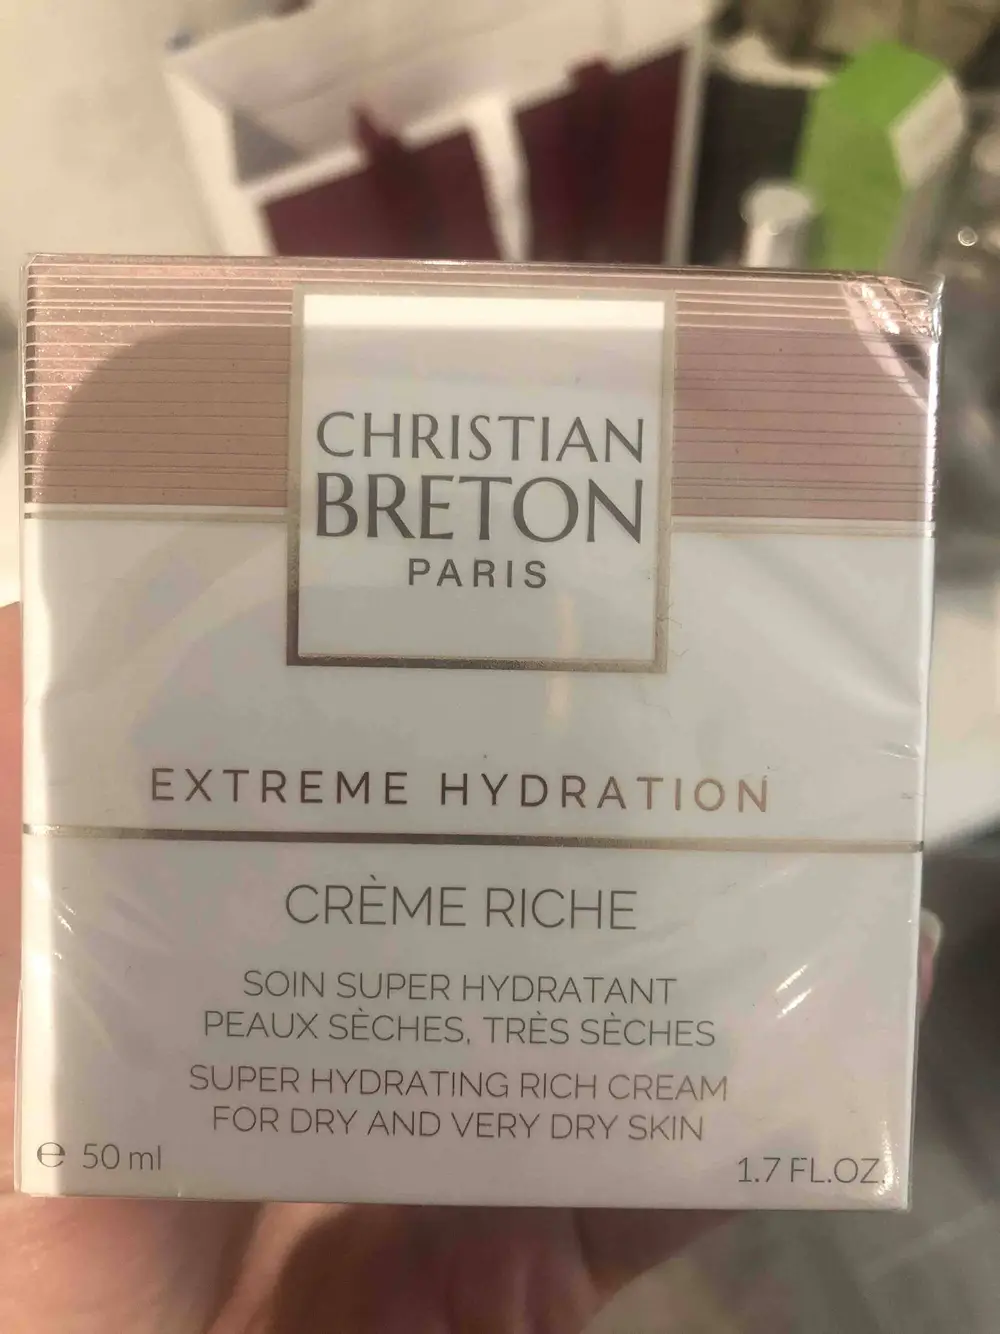 CHRISTIAN
BRETON
PARIS
EXTREME HYDRATION
CRÈME RICHE
SOIN SUPER HYDRATANT
PEAUX SÈCHES, TRÈS SÈCHES
SUPER HYDRATING RICH CREAM
FOR DRY AND VERY DRY SKIN
℮ 50 ml
1.7 FL.OZ.